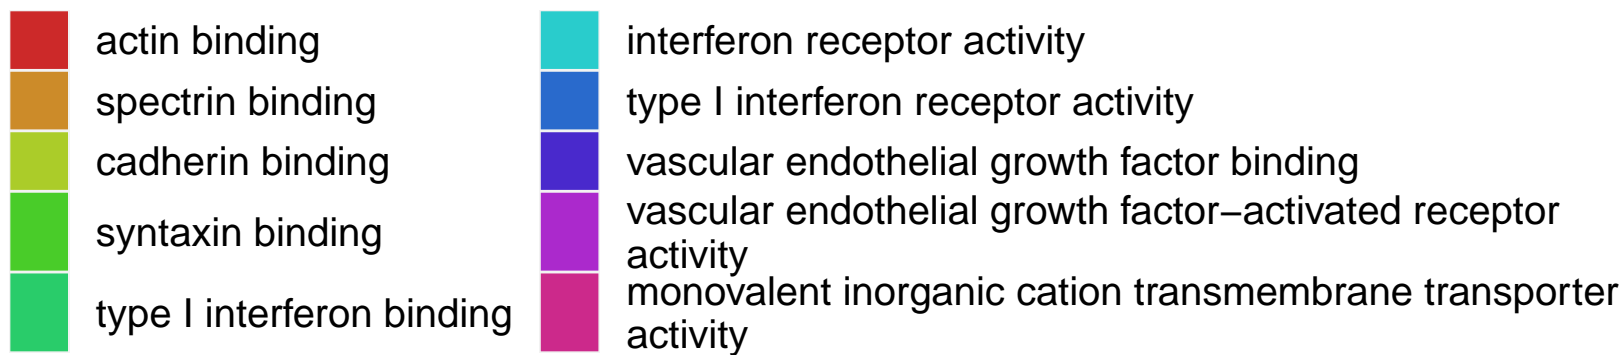 actin binding
spectrin binding
cadherin binding
syntaxin binding
type I interferon binding
interferon receptor activity
type I interferon receptor activity
vascular endothelial growth factor binding
vascular endothelial growth factor−activated receptor
activity
monovalent inorganic cation transmembrane transporter
activity